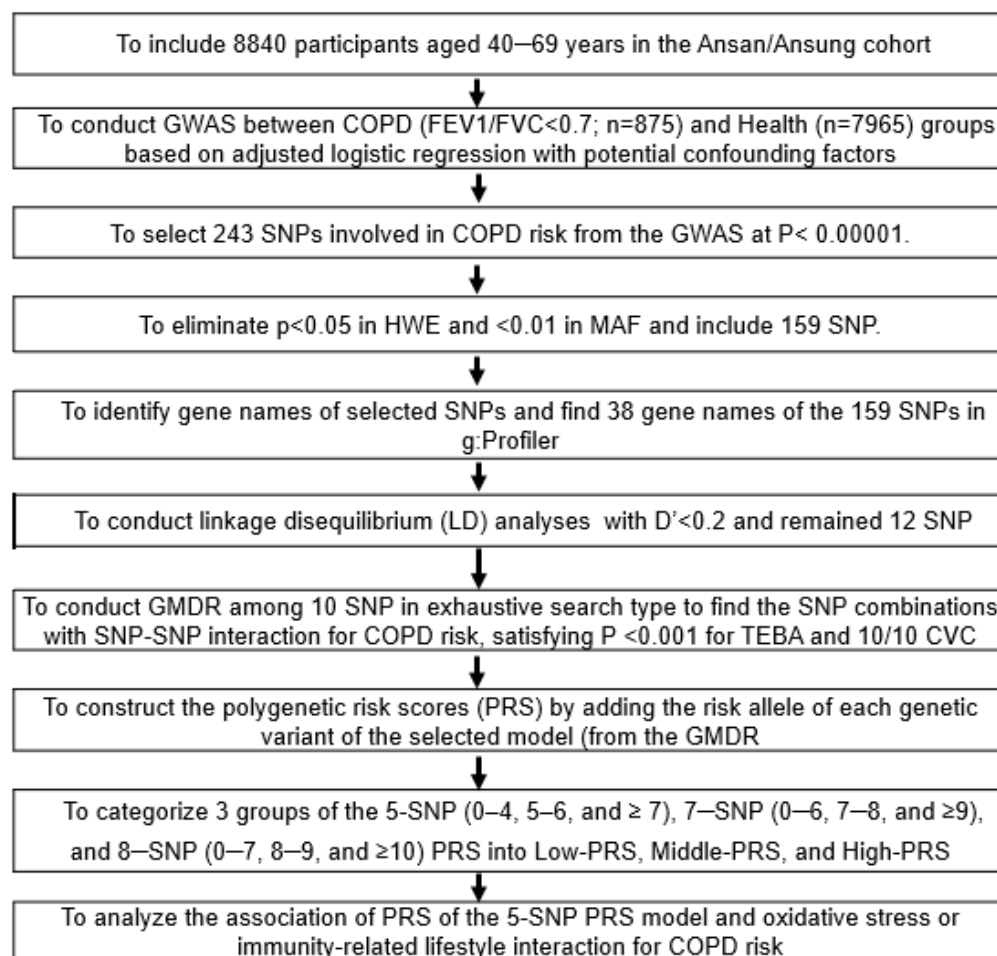 To include 8840 participants aged 40–69 years in the Ansan/Ansung cohort
To conduct GWAS between COPD (FEV1/FVC<0.7; n=875) and Health (n=7965) groups
based on adjusted logistic regression with potential confounding factors
To select 243 SNPs involved in COPD risk from the GWAS at P< 0.00001.
To eliminate p<0.05 in HWE and <0.01 in MAF and include 159 SNP.
To identify gene names of selected SNPs and find 38 gene names of the 159 SNPs in
g:Profiler
To conduct linkage disequilibrium (LD) analyses with D’<0.2 and remained 12 SNP
To conduct GMDR among 10 SNP in exhaustive search type to find the SNP combinations
with SNP-SNP interaction for COPD risk, satisfying P <0.001 for TEBA and 10/10 CVC
To construct the polygenetic risk scores (PRS) by adding the risk allele of each genetic
variant of the selected model (from the GMDR
To categorize 3 groups of the 5-SNP (0–4, 5–6, and ≥ 7), 7–SNP (0–6, 7–8, and ≥9),
and 8–SNP (0–7, 8–9, and ≥10) PRS into Low-PRS, Middle-PRS, and High-PRS
To analyze the association of PRS of the 5-SNP PRS model and oxidative stress or
immunity-related lifestyle interaction for COPD risk